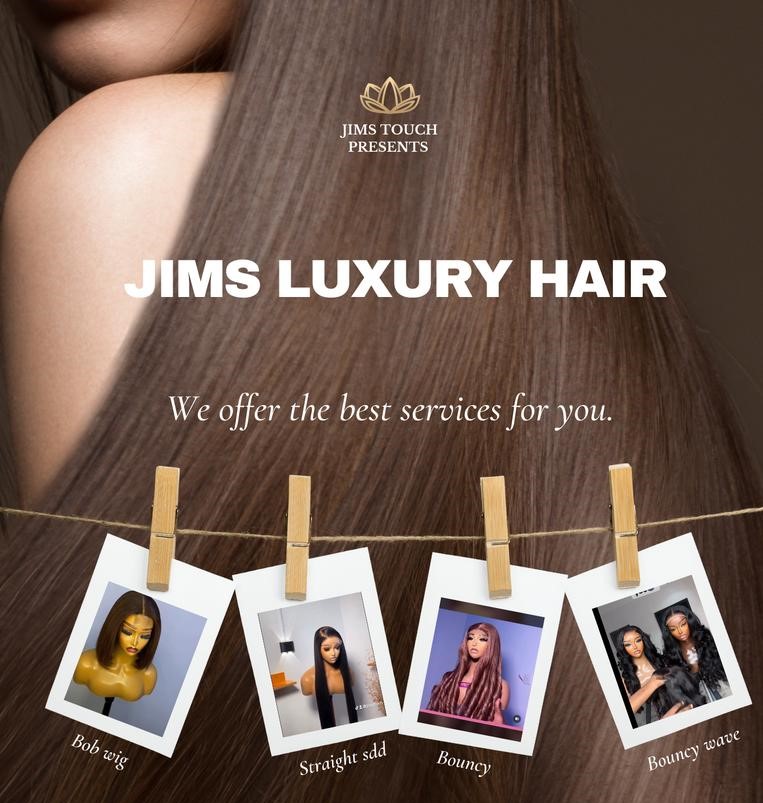 JIMS TOUCH
PRESENTS
JIMS LUXURY HAIR
We offer the best services for you.
Bob wig
Straight sdd
Bouncy
Bouncy wave